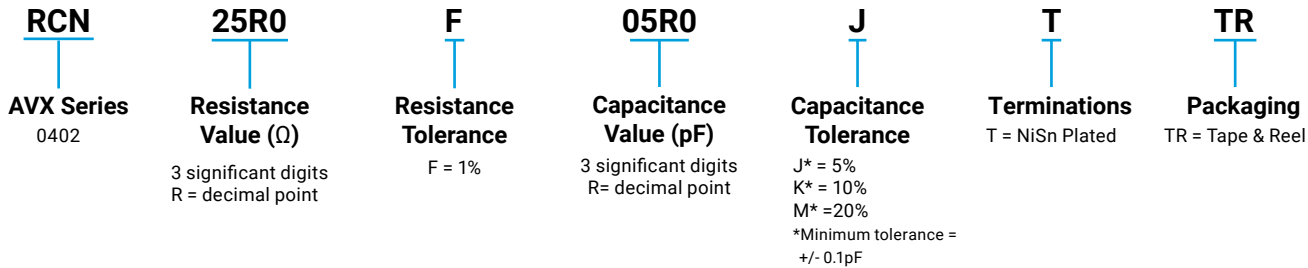 RCN 25R0 F 05R0 J T TR
AVX Series
0402
Resistance
Value (Ω)
3 significant digits
R = decimal point
Resistance
Tolerance
F = 1%
Capacitance
Value (pF)
3 significant digits
R= decimal point
Capacitance
Tolerance
J* = 5%
K* = 10%
M* =20%
*Minimum tolerance =
+/- 0.1pF
Terminations
T = NiSn Plated
Packaging
TR = Tape & Reel